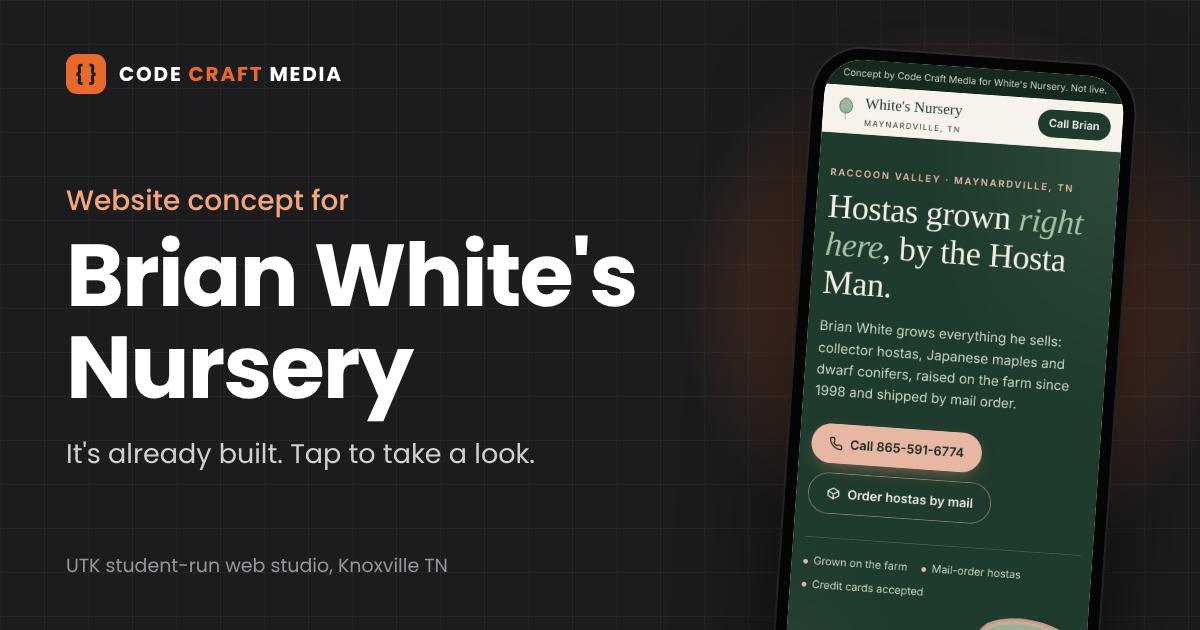 { } CODE CRAFT MEDIA
Website concept for
Brian White's
Nursery
It's already built. Tap to take a look.
UTK student-run web studio, Knoxville TN
Concept by Code Craft Media for White's Nursery. Not live.
White's Nursery
MAYNARDVILLE, TN
Call Brian
RACCOON VALLEY · MAYNARDVILLE, TN
Hostas grown right
here, by the Hosta
Man.
Brian White grows everything he sells:
collector hostas, Japanese maples and
dwarf conifers, raised on the farm since
1998 and shipped by mail order.
Call 865-591-6774
Order hostas by mail
• Grown on the farm • Mail-order hostas
• Credit cards accepted